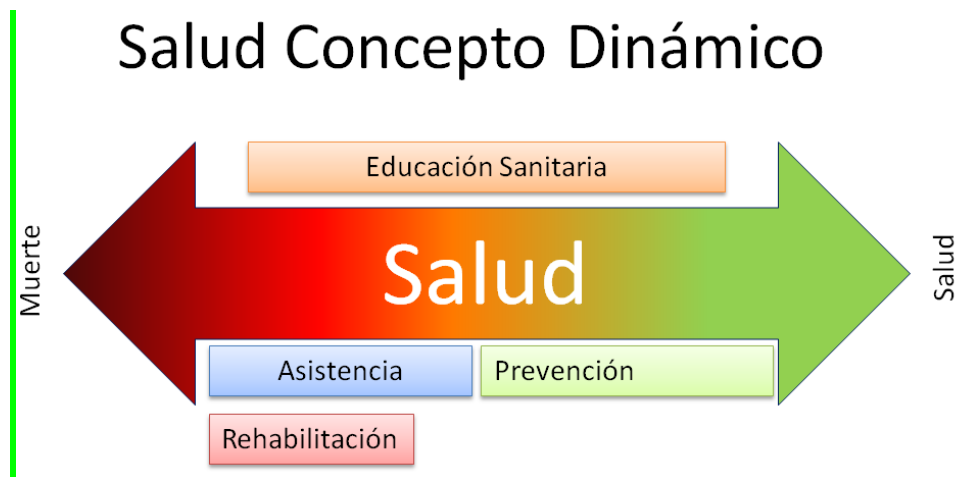 Salud Concepto Dinámico
Educación Sanitaria
Muerte
Salud
Salud
Asistencia
Prevención
Rehabilitación